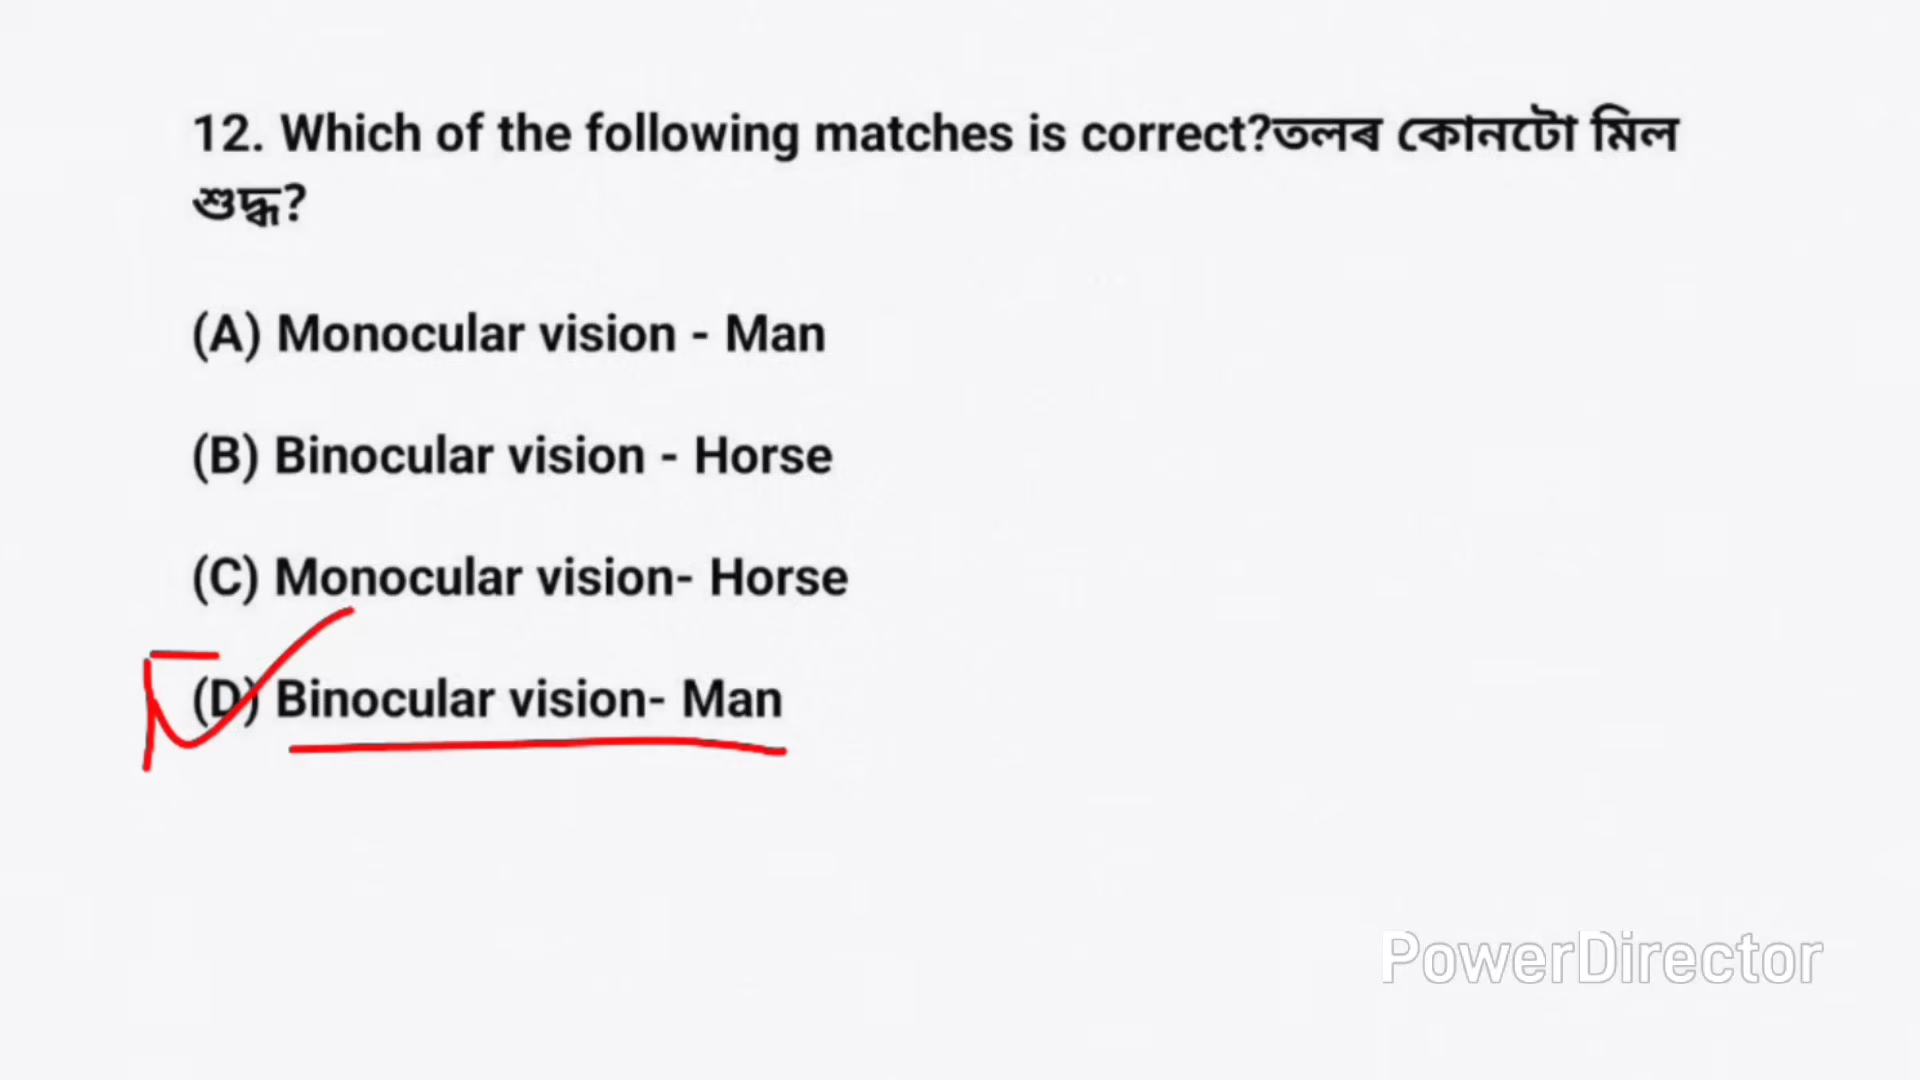 12. Which of the following matches is correct?তলৰ কোনটো মিল
শুদ্ধ?
(A) Monocular vision - Man
(B) Binocular vision - Horse
(C) Monocular vision- Horse
(D) Binocular vision- Man
PowerDirector